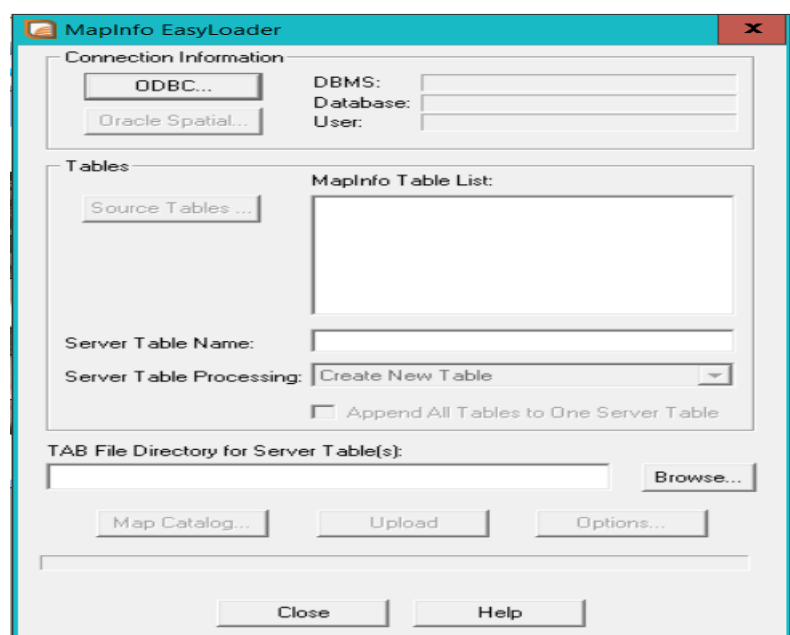 MapInfo EasyLoader
x
Connection Information
ODBC...
DBMS:
Database:
Oracle Spatial...
User:
Tables
MapInfo Table List:
Source Tables ...
Server Table Name:
Server Table Processing: Create New Table
Append All Tables to One Server Table
TAB File Directory for Server Table(s):
Browse...
Map Catalog... Upload Options...
Close Help